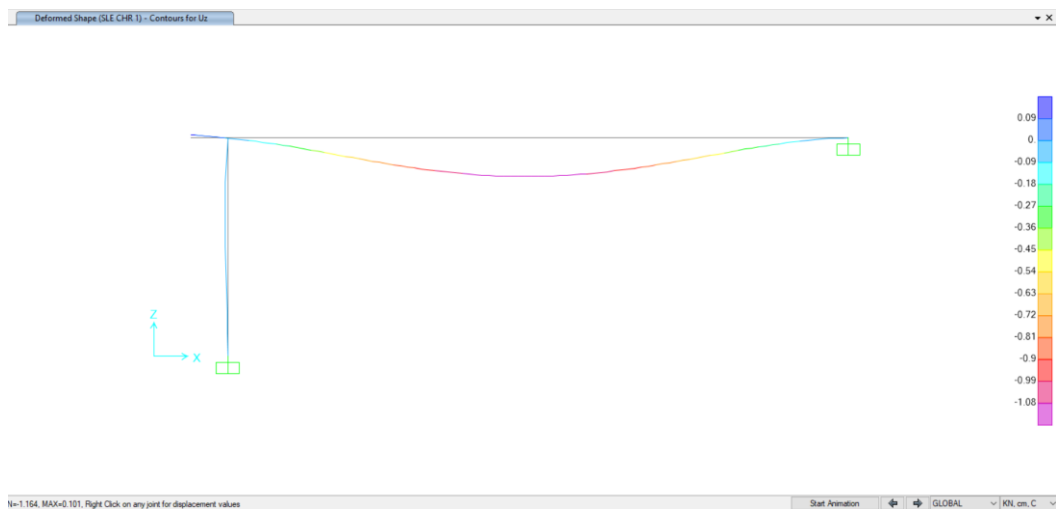 Deformed Shape (SLE CHR 1) - Contours for Uz
0.09
0.
-0.09
-0.18
-0.27
-0.36
-0.45
-0.54
-0.63
-0.72
-0.81
-0.9
-0.99
-1.08
Z
X
N=-1.164, MAX=0.101, Right Click on any joint for displacement values
Start Animation
GLOBAL
KN, cm, C